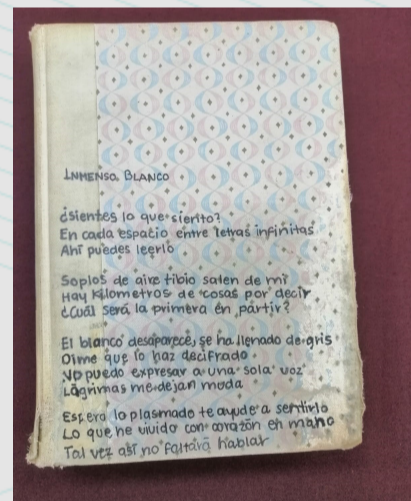 INMENSO BLANCO
¿Sientes lo que siento?
En cada espacio entre letras infinitas
Ahí puedes leerlo
Soplos de aire tibio salen de mi
Hay Kilometros de cosas por decir
¿Cuál será la primera en partir?
El blanco desaparece, se ha llenado de gris
Dime que lo haz decifrado
No puedo expresar a una sola voz
Lágrimas me dejan muda
Espero lo plasmado te ayude a sentirlo
Lo que he vivido con corazón en mano
Tal vez así no faltará hablar